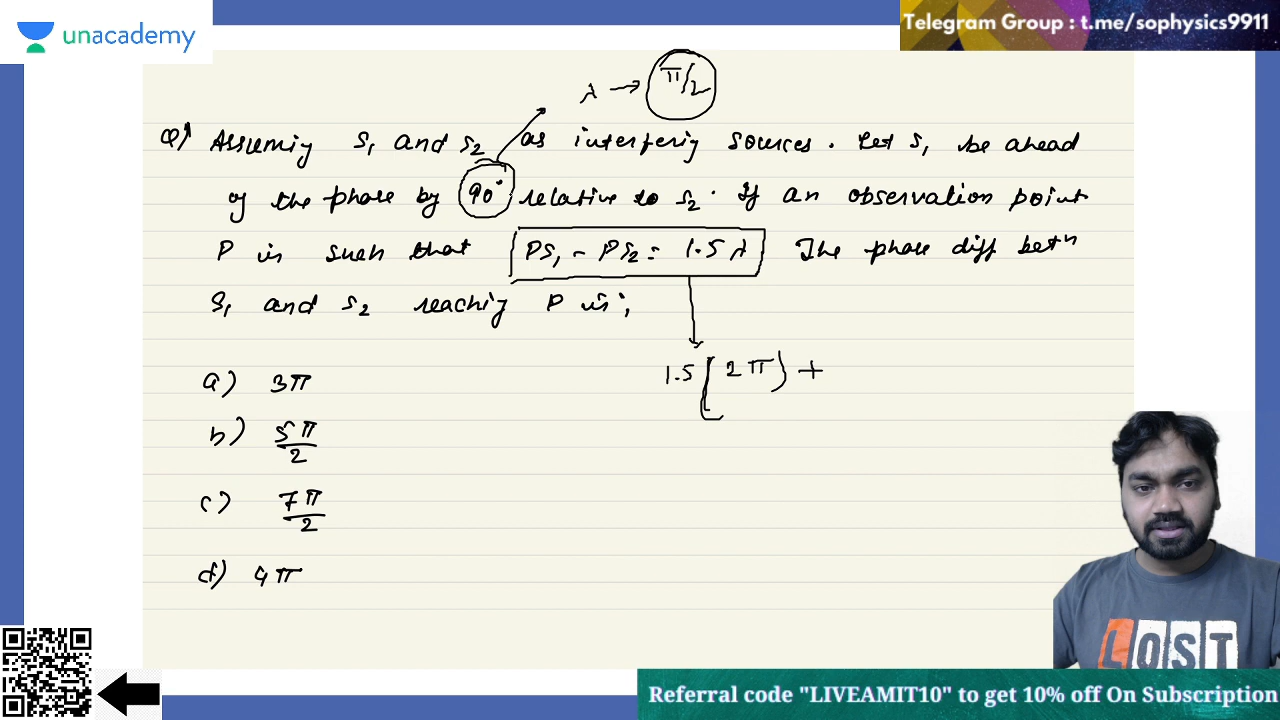 unacademy
Telegram Group : t.me/sophysics9911
λ → π/2
Q) Assumiy S₁ and S₂ as interferiy sources. Let S₁ be ahead
of the phase by 90° relative to S₂. If an observation point
P is such that PS₁ - PS₂ = 1.5 λ The phase diff betⁿ
S₁ and S₂ reachiy P is;
1.5 [2π) +
a) 3π
b) 5π/2
c) 7π/2
d) 4π
LOST
Referral code "LIVEAMIT10" to get 10% off On Subscription